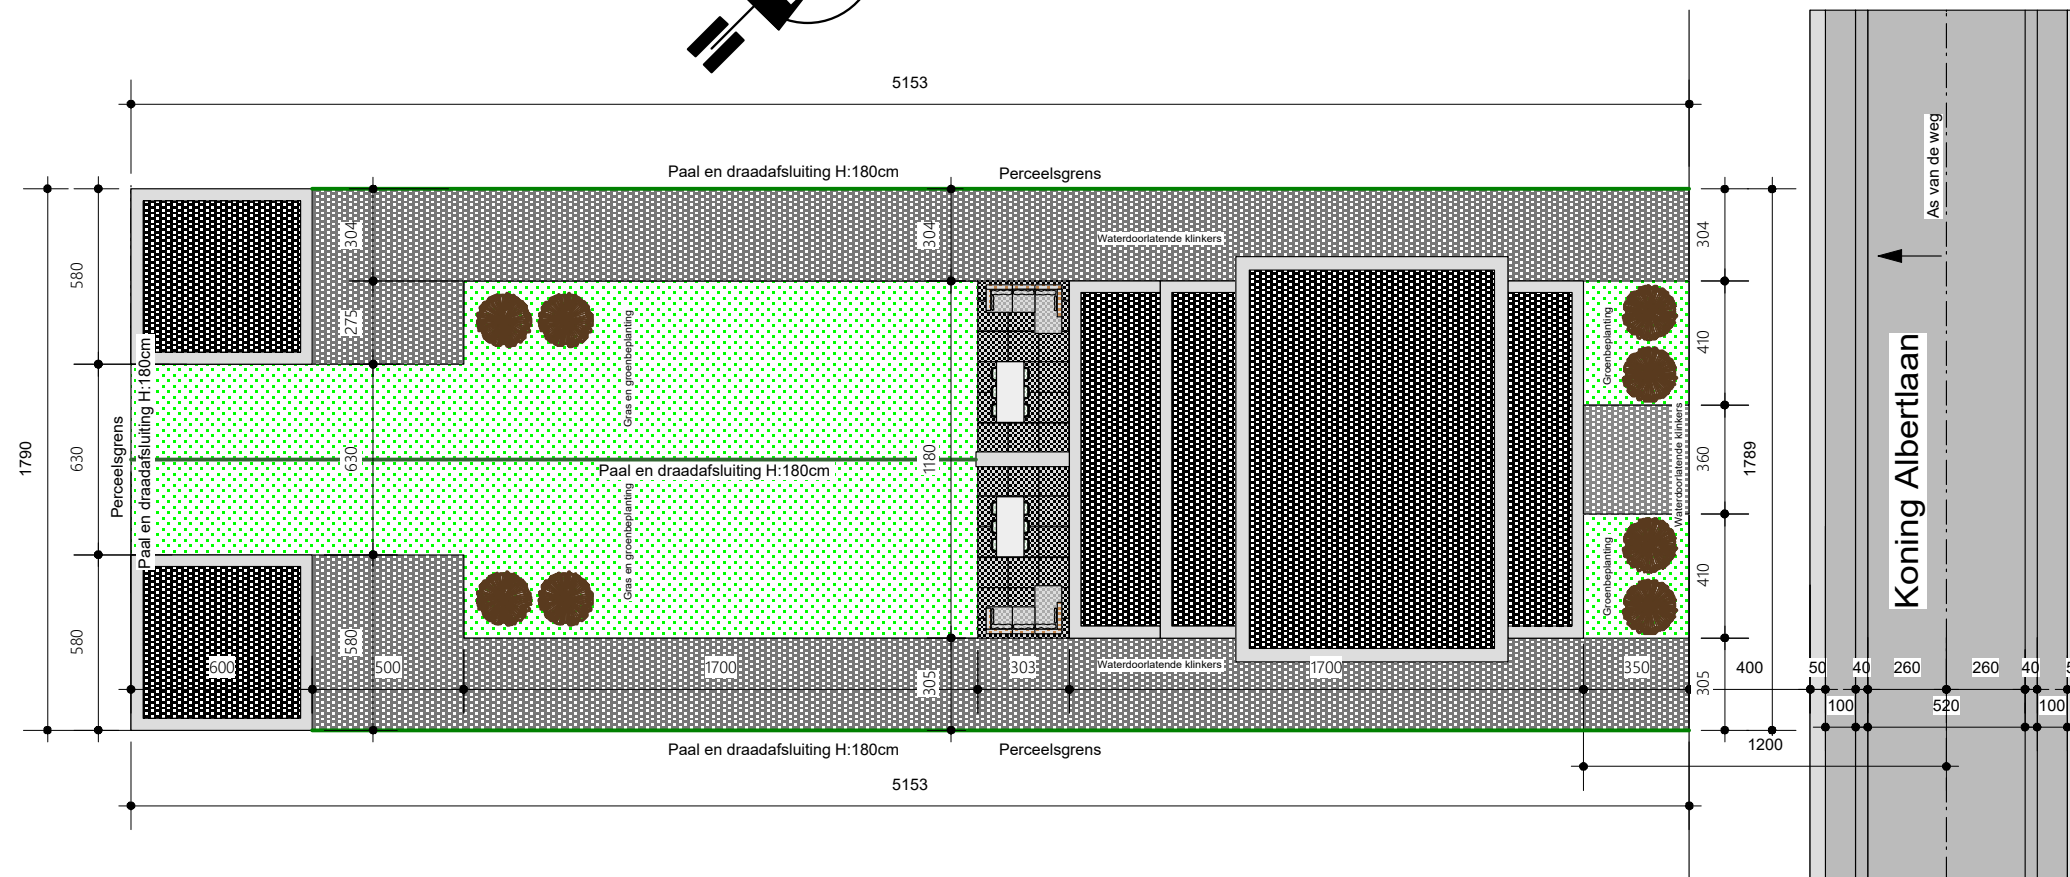 5153
Paal en draadafsluiting H:180cm
Perceelsgrens
As van de weg
304
304
304
580
Waterdoorlatende klinkers
275
Gras en groenbeplanting
Groenbeplanting
410
Paal en draadafsluiting H:180cm
Perceelsgrens
1790
630
630
Paal en draadafsluiting H:180cm
1180
Waterdoorlatende klinkers
360
1789
Koning Albertlaan
Gras en groenbeplanting
Groenbeplanting
410
580
580
600
500
1700
305
303
Waterdoorlatende klinkers
1700
350
305
400
50
40
260
260
40
100
520
100
1200
Paal en draadafsluiting H:180cm
Perceelsgrens
5153